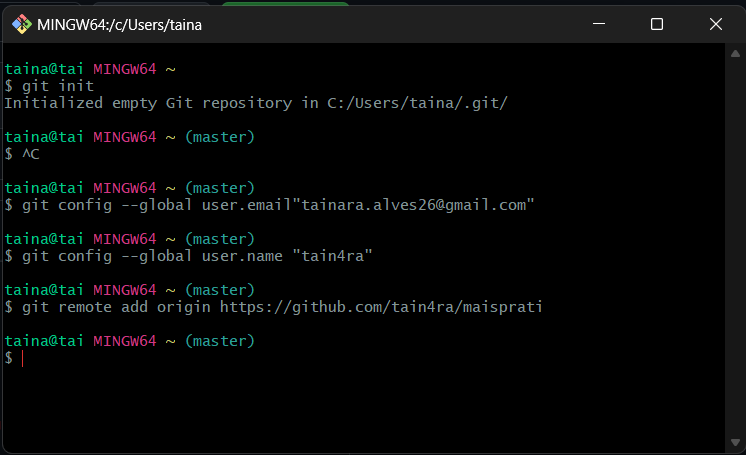 MINGW64:/c/Users/taina
taina@tai MINGW64 ~
$ git init
Initialized empty Git repository in C:/Users/taina/.git/
taina@tai MINGW64 ~ (master)
$ ^C
taina@tai MINGW64 ~ (master)
$ git config --global user.email"tainara.alves26@gmail.com"
taina@tai MINGW64 ~ (master)
$ git config --global user.name "tain4ra"
taina@tai MINGW64 ~ (master)
$ git remote add origin https://github.com/tain4ra/maisprati
taina@tai MINGW64 ~ (master)
$